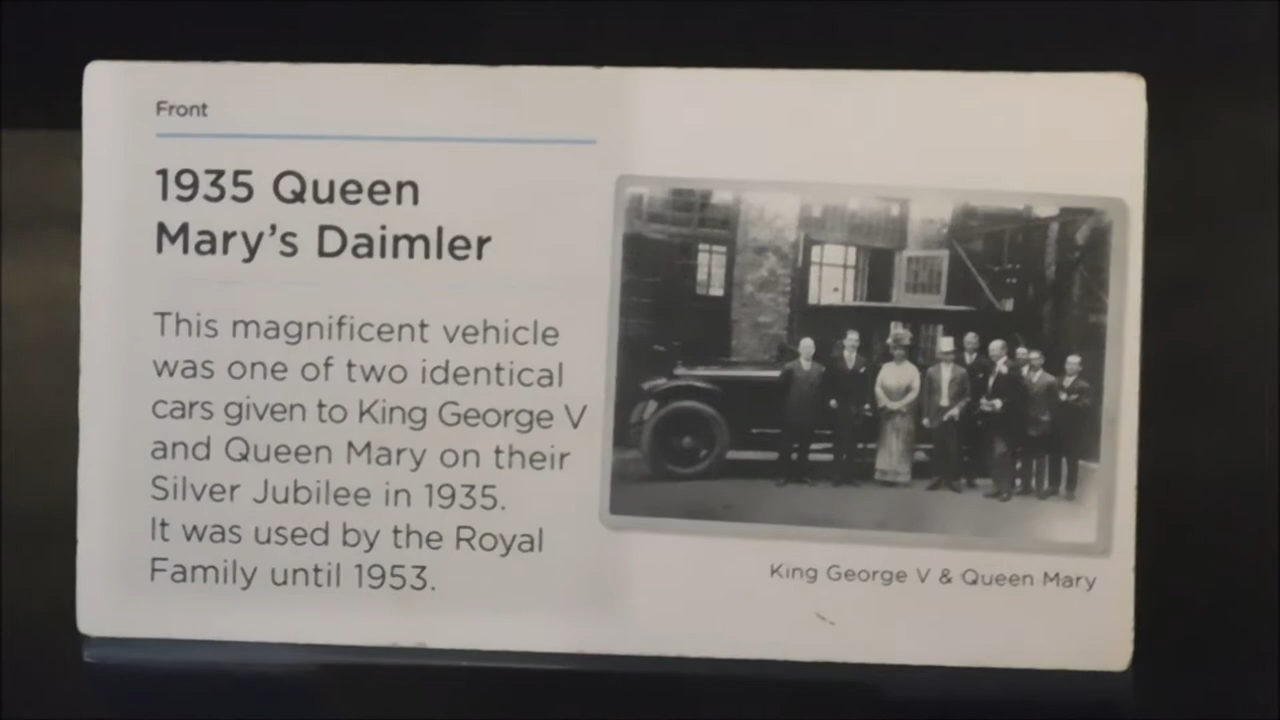 Front
1935 Queen
Mary's Daimler
This magnificent vehicle
was one of two identical
cars given to King George V
and Queen Mary on their
Silver Jubilee in 1935.
It was used by the Royal
Family until 1953.
King George V & Queen Mary